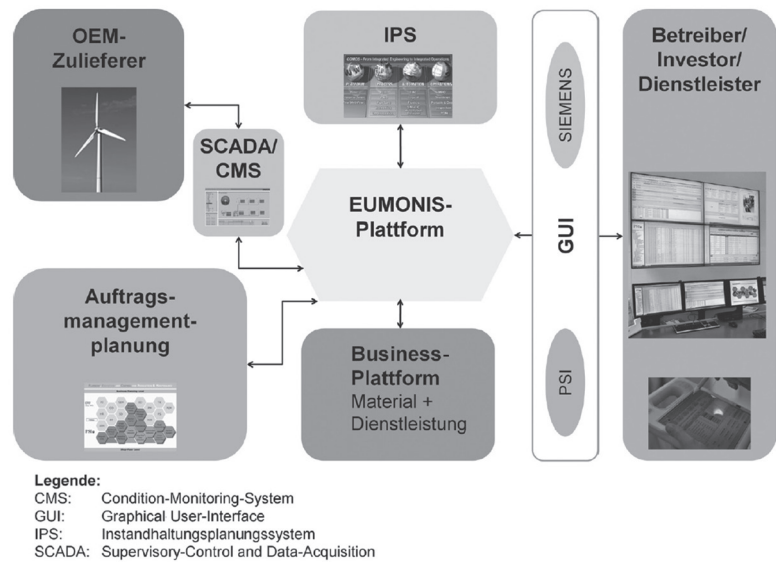 OEM-
Zulieferer
IPS
Betreiber/
Investor/
Dienstleister
SCADA/
CMS
EUMONIS-
Plattform
SIEMENS
GUI
PSI
Auftrags-
management-
planung
Business-
Plattform
Material +
Dienstleistung
Legende:
CMS: Condition-Monitoring-System
GUI: Graphical User-Interface
IPS: Instandhaltungsplanungssystem
SCADA: Supervisory-Control and Data-Acquisition